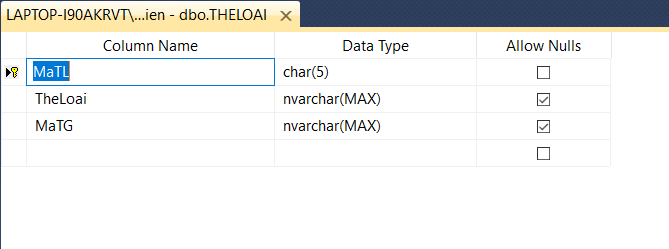 LAPTOP-I90AKRVT\...ien - dbo.THELOAI
Column Name Data Type Allow Nulls
MaTL char(5)
TheLoai nvarchar(MAX)
MaTG nvarchar(MAX)